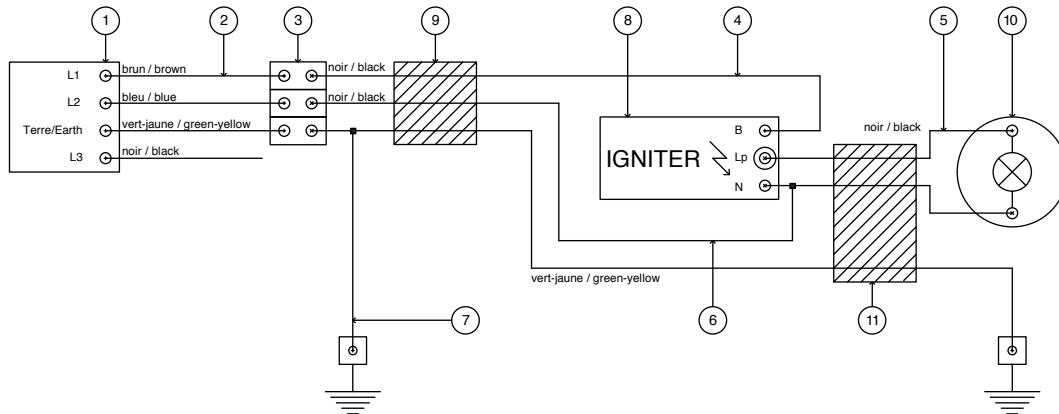 1
2
3
9
8
4
5
10
L1
brun / brown
noir / black
L2
bleu / blue
noir / black
Terre/Earth
vert-jaune / green-yellow
L3
noir / black
IGNITER
B
Lp
N
noir / black
vert-jaune / green-yellow
7
6
11